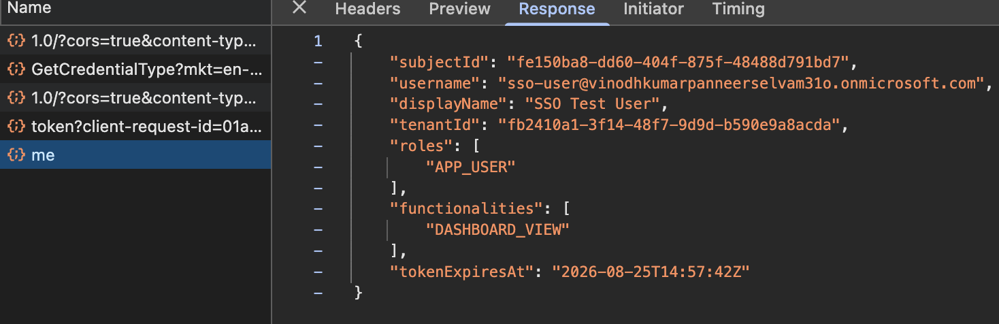 Name
Headers Preview Response Initiator Timing
1.0/?cors=true&content-typ...
GetCredentialType?mkt=en-...
1.0/?cors=true&content-typ...
token?client-request-id=01a...
me
1 {
– "subjectId": "fe150ba8-dd60-404f-875f-48488d791bd7",
– "username": "sso-user@vinodhkumarpanneerselvam31o.onmicrosoft.com",
– "displayName": "SSO Test User",
– "tenantId": "fb2410a1-3f14-48f7-9d9d-b590e9a8acda",
– "roles": [
– "APP_USER"
– ],
– "functionalities": [
– "DASHBOARD_VIEW"
– ],
– "tokenExpiresAt": "2026-08-25T14:57:42Z"
– }